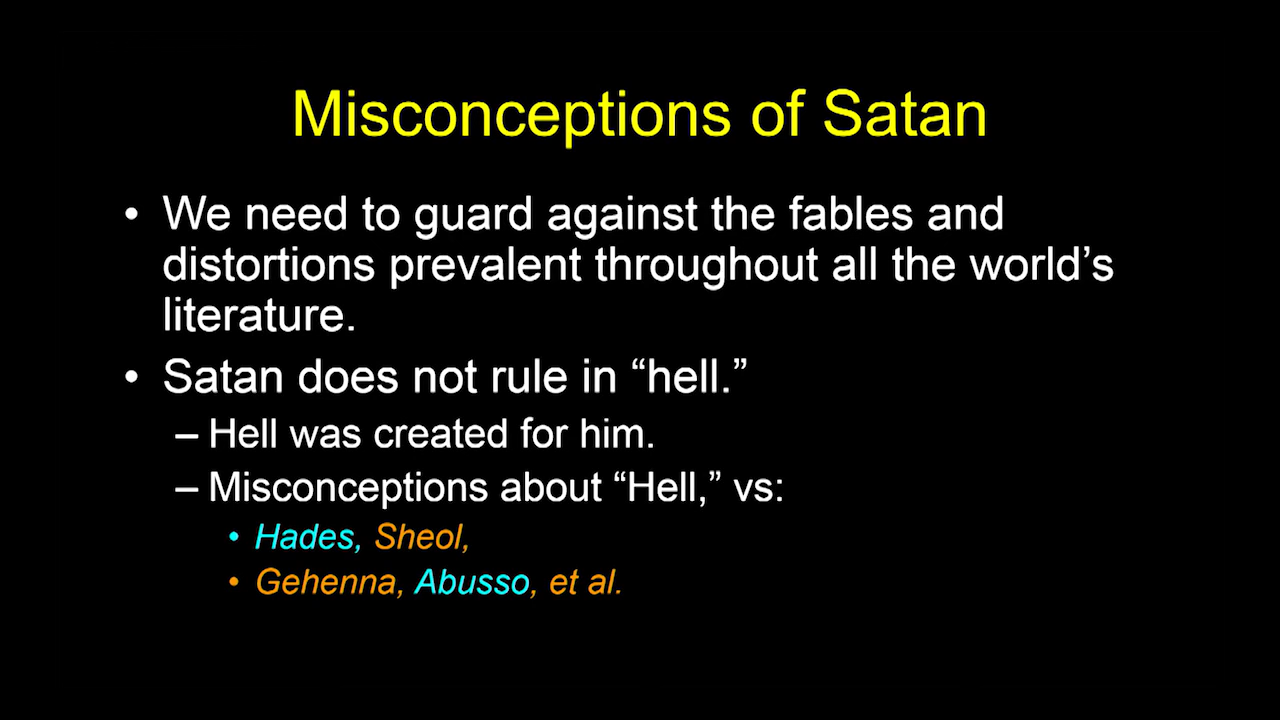 Misconceptions of Satan
• We need to guard against the fables and
distortions prevalent throughout all the world’s
literature.
• Satan does not rule in “hell.”
– Hell was created for him.
– Misconceptions about “Hell,” vs:
• Hades, Sheol,
• Gehenna, Abusso, et al.